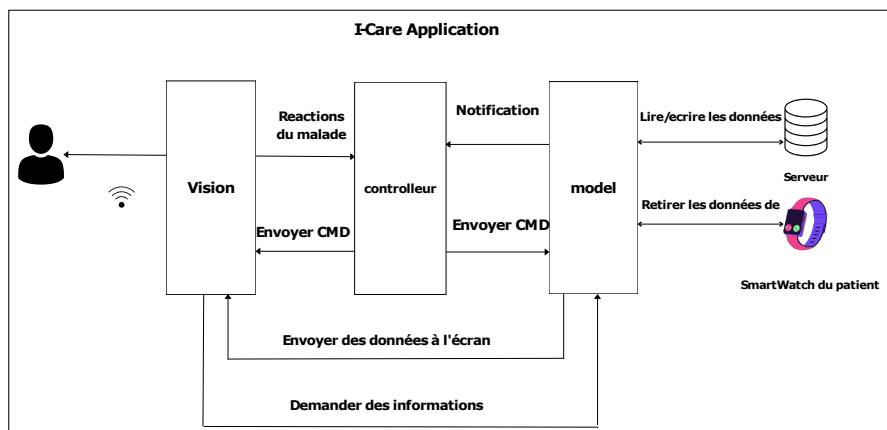 I-Care Application
Reactions
du malade
Notification
Lire/ecrire les données
Vision
controlleur
model
Serveur
Envoyer CMD
Envoyer CMD
Retirer les données de
SmartWatch du patient
Envoyer des données à l'écran
Demander des informations